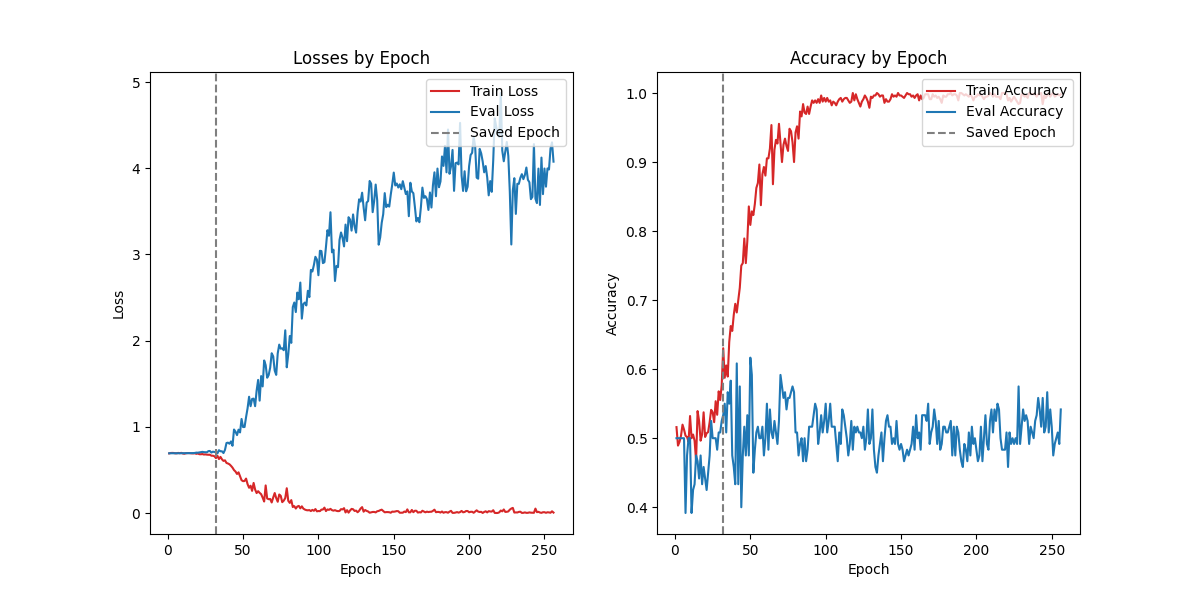 Losses by Epoch
Train Loss
Eval Loss
Saved Epoch
5
4
3
2
1
0
Loss
0
50
100
150
200
250
Epoch
Accuracy by Epoch
Train Accuracy
Eval Accuracy
Saved Epoch
1.0
0.9
0.8
0.7
0.6
0.5
0.4
Accuracy
0
50
100
150
200
250
Epoch